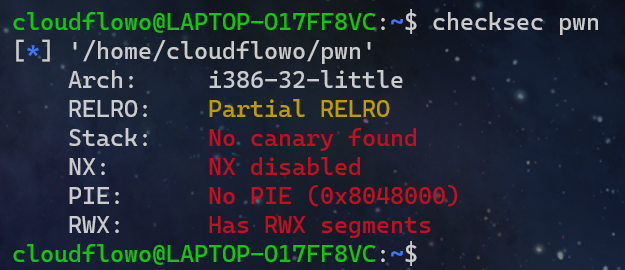 cloudflowo@LAPTOP-O17FF8VC:~$ checksec pwn
[*] '/home/cloudflowo/pwn'
    Arch:     i386-32-little
    RELRO:    Partial RELRO
    Stack:    No canary found
    NX:       NX disabled
    PIE:      No PIE (0x8048000)
    RWX:      Has RWX segments
cloudflowo@LAPTOP-O17FF8VC:~$